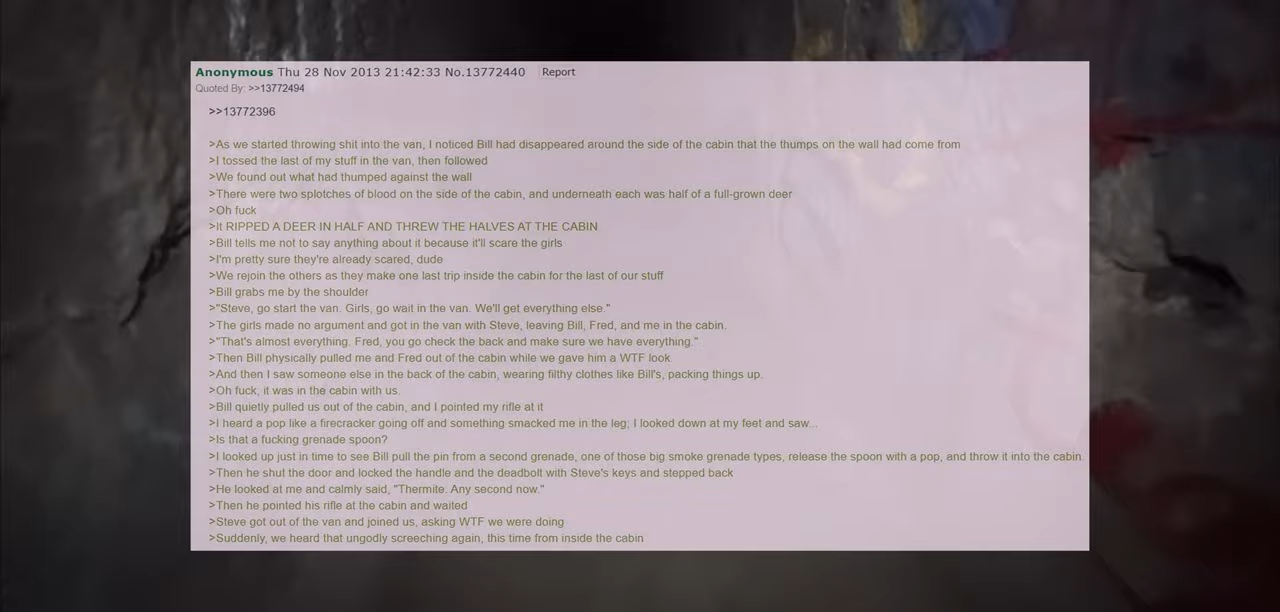 Anonymous Thu 28 Nov 2013 21:42:33 No.13772440 Report
Quoted By: >>13772494
>>13772396
>As we started throwing shit into the van, I noticed Bill had disappeared around the side of the cabin that the thumps on the wall had come from
>I tossed the last of my stuff in the van, then followed
>We found out what had thumped against the wall
>There were two splotches of blood on the side of the cabin, and underneath each was half of a full-grown deer
>Oh fuck
>It RIPPED A DEER IN HALF AND THREW THE HALVES AT THE CABIN
>Bill tells me not to say anything about it because it'll scare the girls
>I'm pretty sure they're already scared, dude
>We rejoin the others as they make one last trip inside the cabin for the last of our stuff
>Bill grabs me by the shoulder
>"Steve, go start the van. Girls, go wait in the van. We'll get everything else."
>The girls made no argument and got in the van with Steve, leaving Bill, Fred, and me in the cabin.
>"That's almost everything. Fred, you go check the back and make sure we have everything."
>Then Bill physically pulled me and Fred out of the cabin while we gave him a WTF look
>And then I saw someone else in the back of the cabin, wearing filthy clothes like Bill's, packing things up.
>Oh fuck, it was in the cabin with us.
>Bill quietly pulled us out of the cabin, and I pointed my rifle at it
>I heard a pop like a firecracker going off and something smacked me in the leg; I looked down at my feet and saw...
>Is that a fucking grenade spoon?
>I looked up just in time to see Bill pull the pin from a second grenade, one of those big smoke grenade types, release the spoon with a pop, and throw it into the cabin.
>Then he shut the door and locked the handle and the deadbolt with Steve's keys and stepped back
>He looked at me and calmly said, "Thermite. Any second now."
>Then he pointed his rifle at the cabin and waited
>Steve got out of the van and joined us, asking WTF we were doing
>Suddenly, we heard that ungodly screeching again, this time from inside the cabin